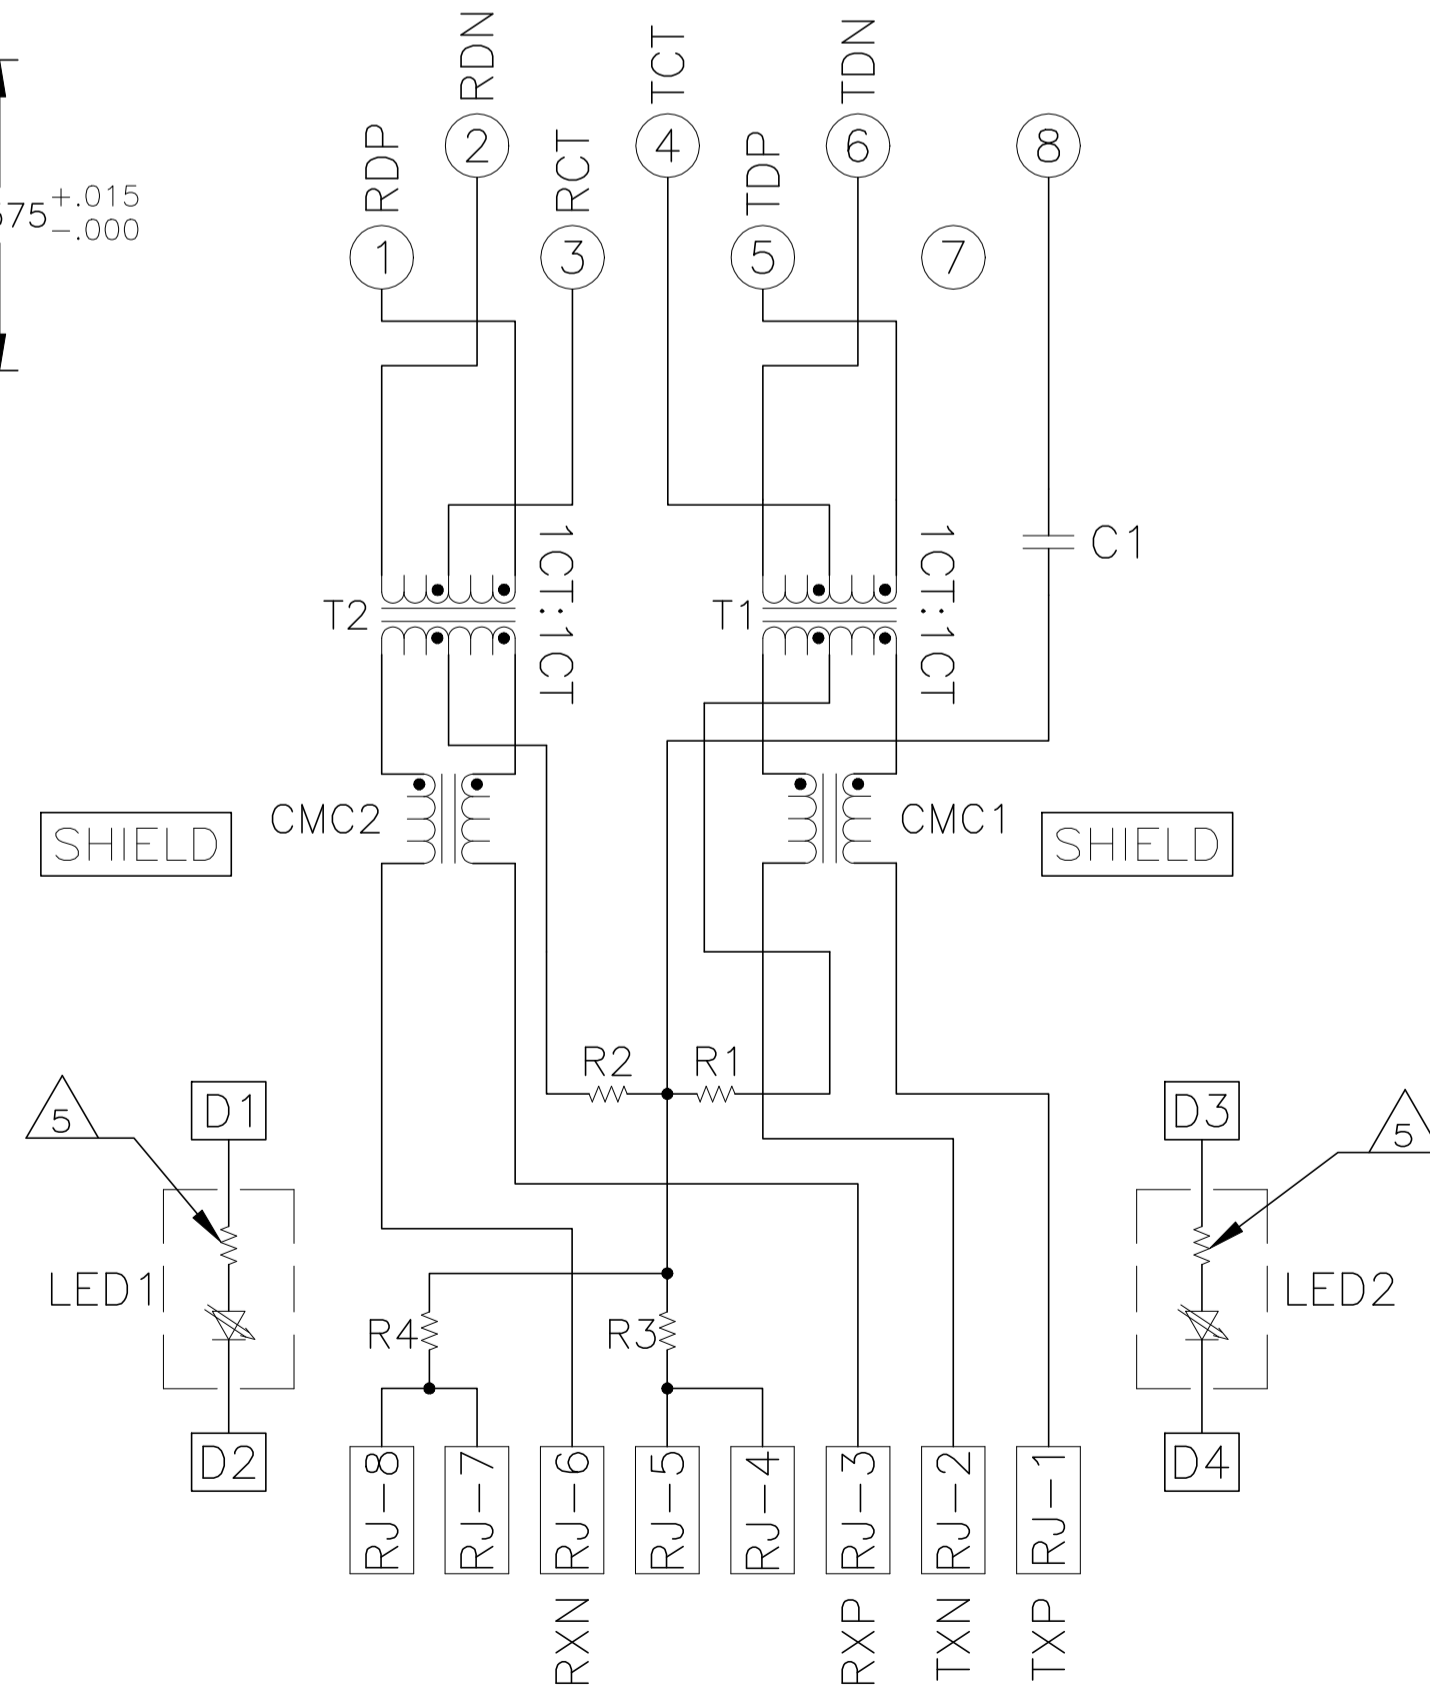 RDN
TCT
TDN
RDP
RCT
TDP
2
4
6
8
+.015
-.000
1
3
5
7
1CT:1CT
1CT:1CT
C1
T2
T1
CMC2
CMC1
SHIELD
SHIELD
R2
R1
5
D1
D3
5
LED1
LED2
R4
R3
D2
D4
RJ-8
RJ-7
RJ-6
RJ-5
RJ-4
RJ-3
RJ-2
RJ-1
RXN
RXP
TXN
TXP